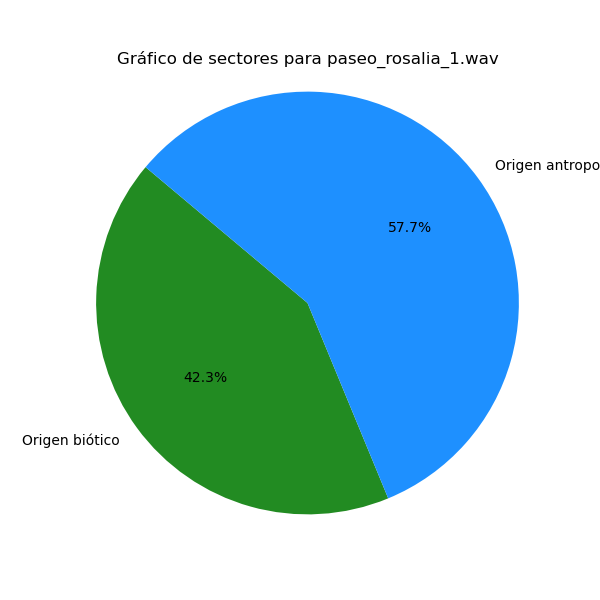 Gráfico de sectores para paseo_rosalia_1.wav
Origen antropo
57.7%
42.3%
Origen biótico